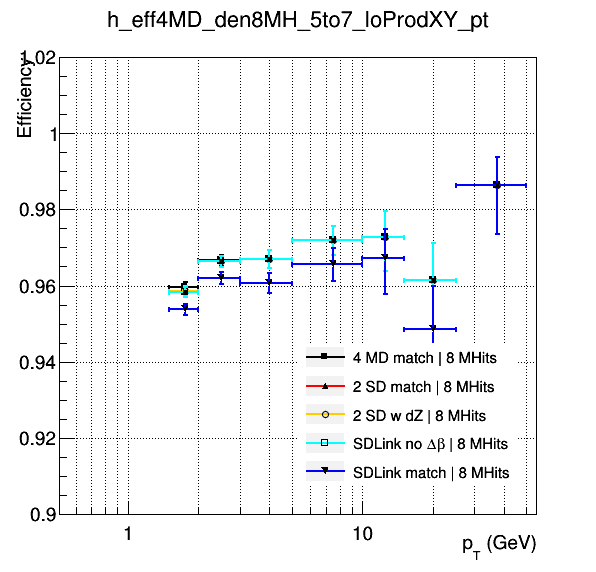 h_eff4MD_den8MH_5to7_loProdXY_pt
Efficiency
1.02
1
0.98
0.96
0.94
0.92
0.9
4 MD match | 8 MHits
2 SD match | 8 MHits
2 SD w dZ | 8 MHits
SDLink no Δβ | 8 MHits
SDLink match | 8 MHits
1
10
p_T (GeV)